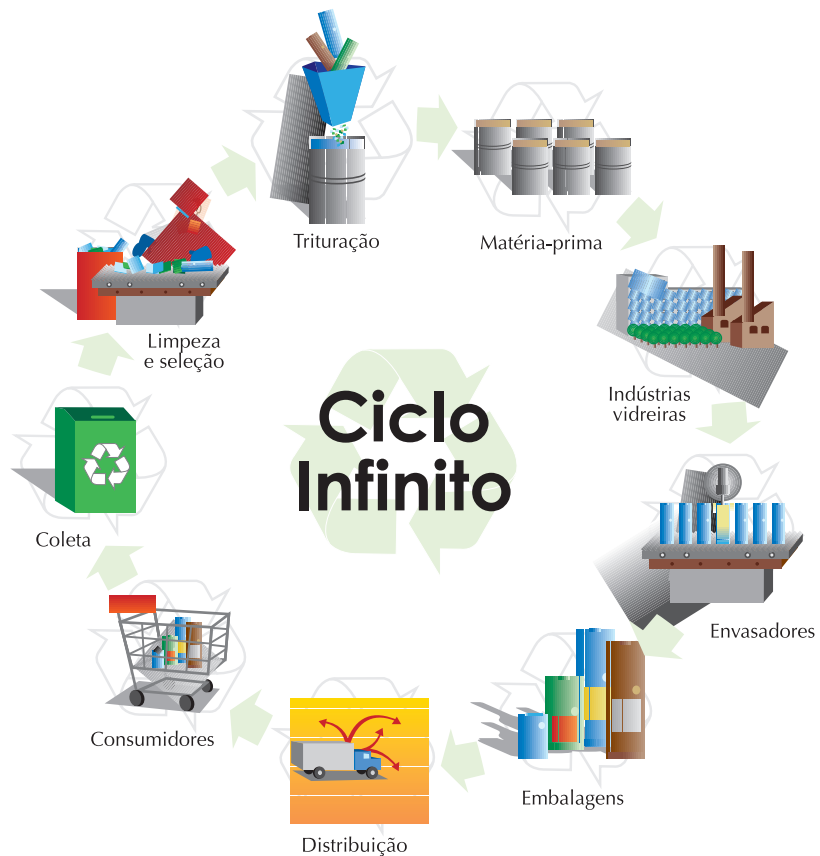 Trituração
Matéria-prima
Limpeza
e seleção
Indústrias
vidreiras
Ciclo
Infinito
Coleta
Envasadores
Consumidores
Embalagens
Distribuição